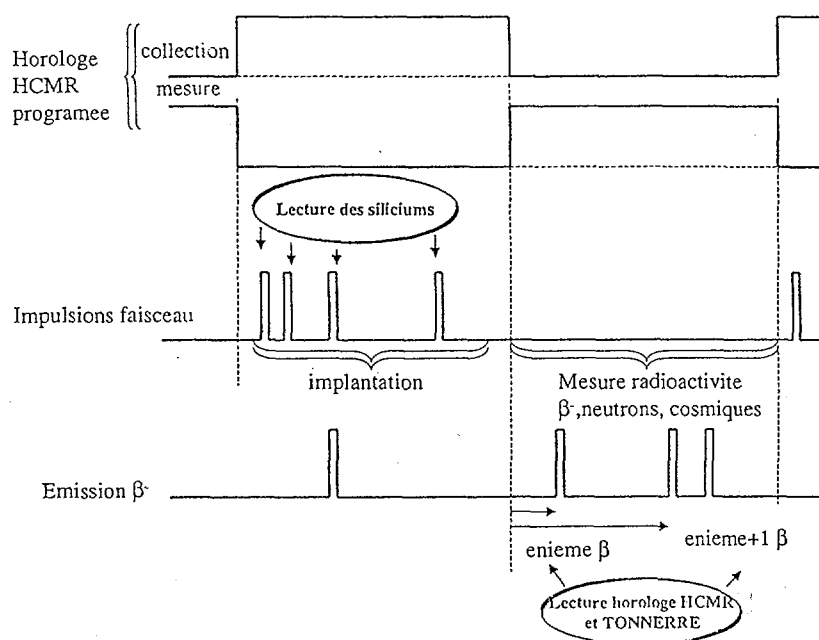 Horologe
HCMR
programee
collection
mesure
Lecture des siliciums
Impulsions faisceau
implantation
Mesure radioactivite
β-,neutrons, cosmiques
Emission β-
enieme β
enieme+1 β
Lecture horologe HCMR
et TONNERRE